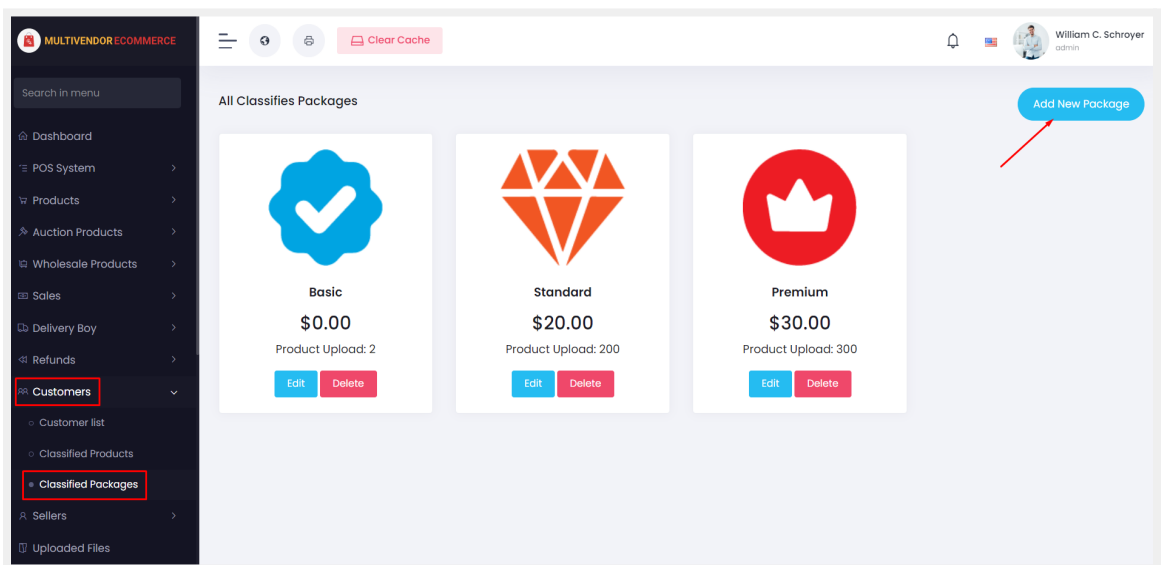 MULTIVENDOR ECOMMERCE
Clear Cache
William C. Schroyer
admin
Search in menu
Dashboard
POS System
Products
Auction Products
Wholesale Products
Sales
Delivery Boy
Refunds
Customers
Customer list
Classified Products
Classified Packages
Sellers
Uploaded Files
All Classifies Packages
Add New Package
Basic
$0.00
Product Upload: 2
Edit Delete
Standard
$20.00
Product Upload: 200
Edit Delete
Premium
$30.00
Product Upload: 300
Edit Delete